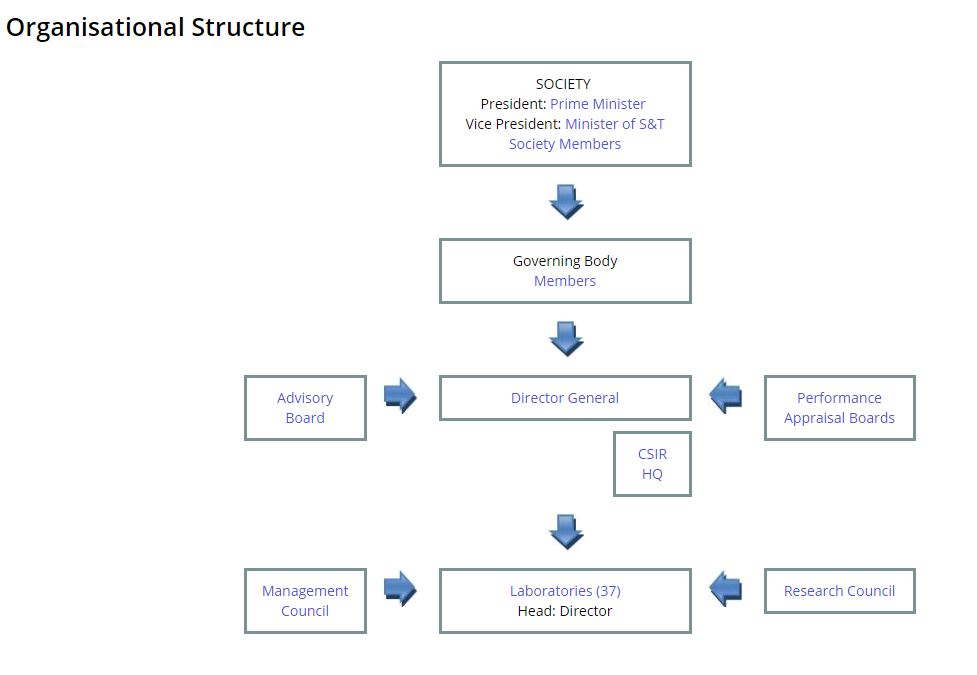 Organisational Structure
SOCIETY
President: Prime Minister
Vice President: Minister of S&T
Society Members
Governing Body
Members
Advisory
Board
Director General
Performance
Appraisal Boards
CSIR
HQ
Management
Council
Laboratories (37)
Head: Director
Research Council